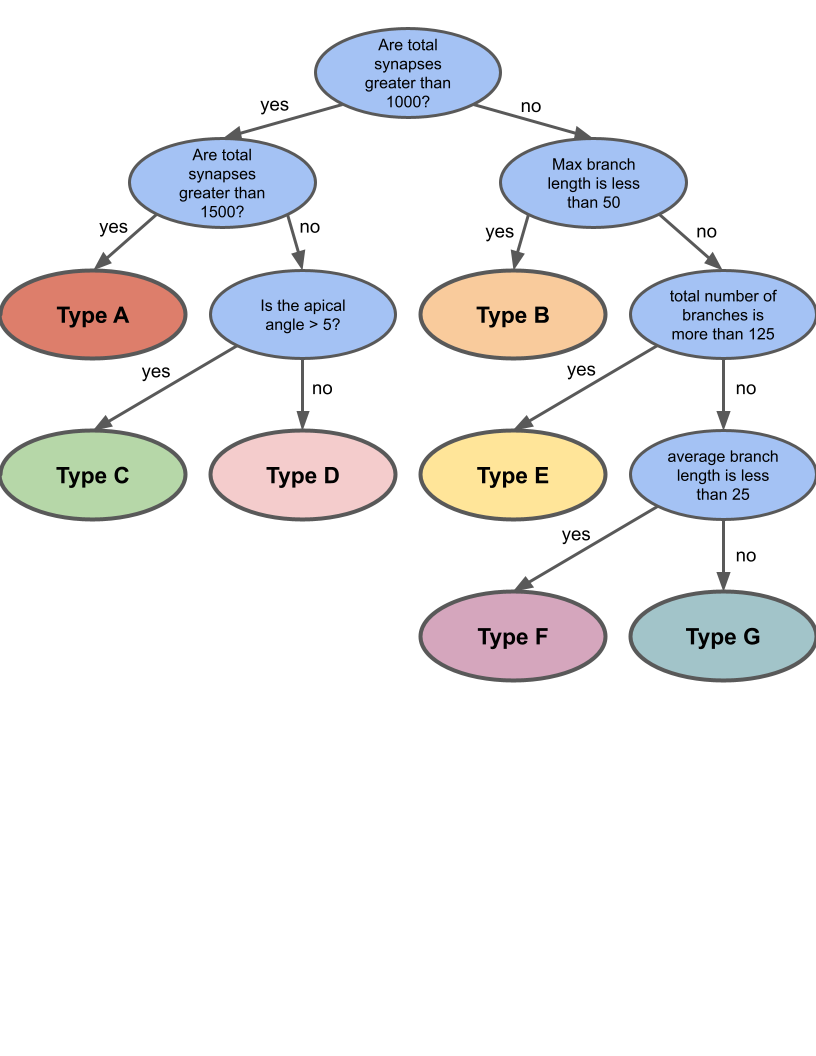 Are total
synapses
greater than
1000?
yes
no
Are total
synapses
greater than
1500?
Max branch
length is less
than 50
yes
no
yes
no
Type A
Is the apical
angle > 5?
Type B
total number of
branches is
more than 125
yes
no
yes
no
Type C
Type D
Type E
average branch
length is less
than 25
yes
no
Type F
Type G